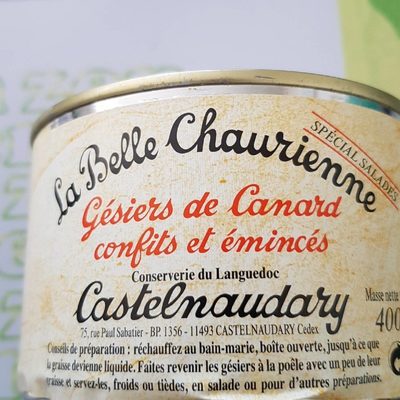 La Belle Chaurienne
SPÉCIAL SALADES
Gésiers de Canard
confits et émincés
Conserverie du Languedoc
Castelnaudary
Masse nette
400
75, rue Paul Sabatier - BP. 1356 - 11493 CASTELNAUDARY Cedex
Conseils de préparation : réchauffez au bain-marie, boîte ouverte, jusqu'à ce que
la graisse devienne liquide. Faites revenir les gésiers à la poêle avec un peu de leur
graisse et servez-les, froids ou tièdes, en salade ou pour d'autres préparations.